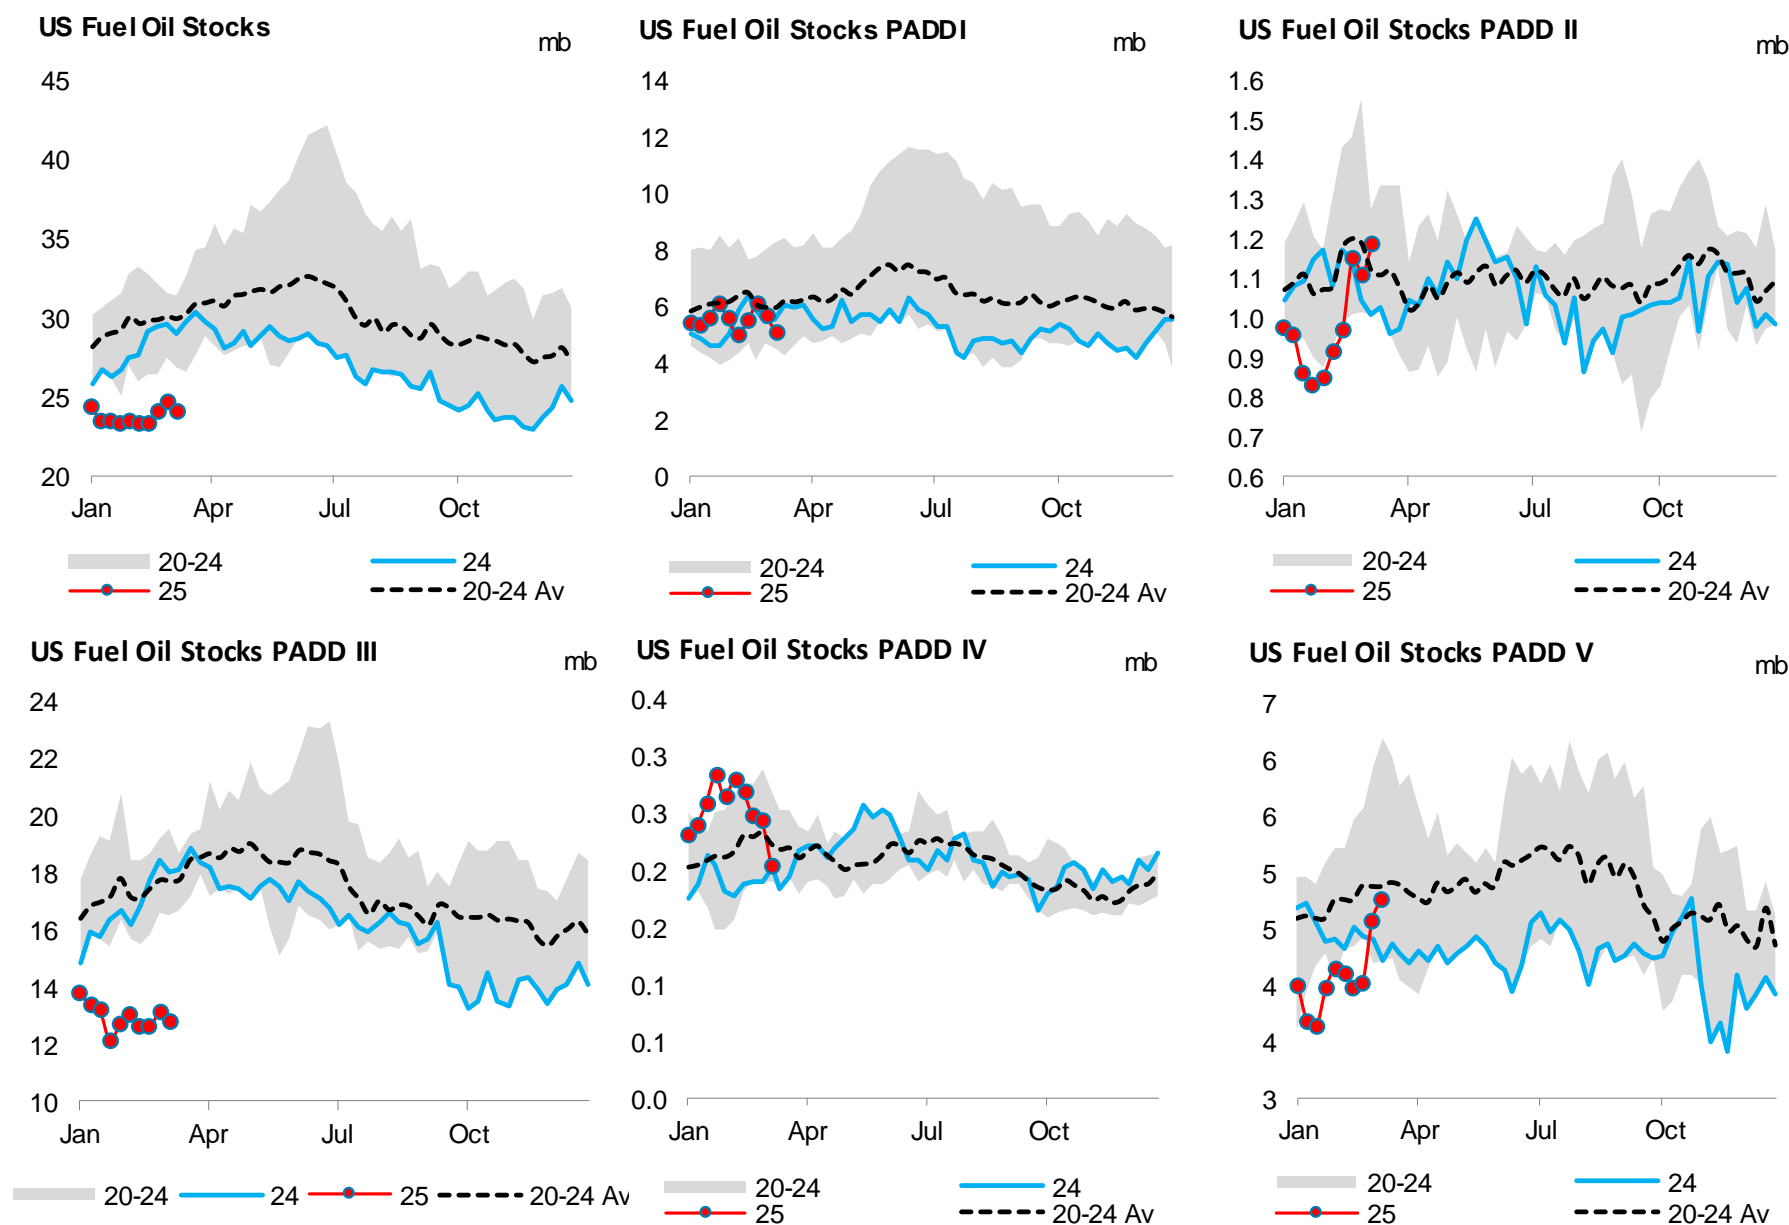 US Fuel Oil Stocks
mb
45
40
35
30
25
20
Jan Apr Jul Oct
20-24 24
25 20-24 Av
US Fuel Oil Stocks PADD I
mb
14
12
10
8
6
4
2
0
Jan Apr Jul Oct
20-24 24
25 20-24 Av
US Fuel Oil Stocks PADD II
mb
1.6
1.5
1.4
1.3
1.2
1.1
1.0
0.9
0.8
0.7
0.6
Jan Apr Jul Oct
20-24 24
25 20-24 Av
US Fuel Oil Stocks PADD III
mb
24
22
20
18
16
14
12
10
Jan Apr Jul Oct
20-24 24 25 20-24 Av
US Fuel Oil Stocks PADD IV
mb
0.4
0.3
0.3
0.2
0.2
0.1
0.1
0.0
Jan Apr Jul Oct
20-24 24
25 20-24 Av
US Fuel Oil Stocks PADD V
mb
7
6
6
5
5
4
4
3
Jan Apr Jul Oct
20-24 24
25 20-24 Av